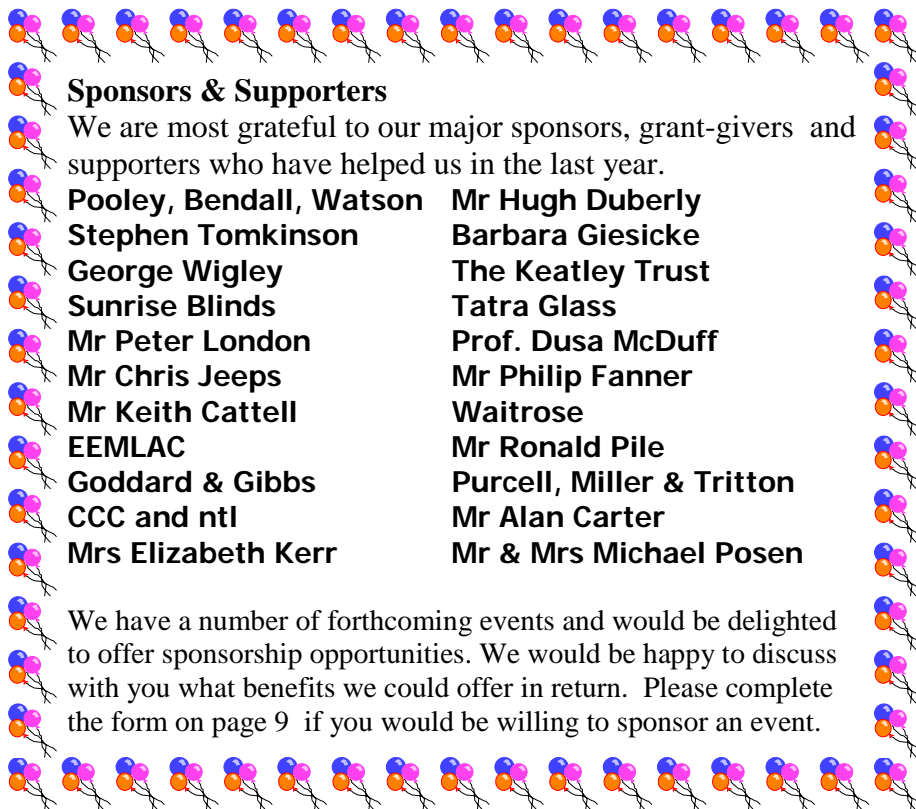 Sponsors & Supporters
We are most grateful to our major sponsors, grant-givers and
supporters who have helped us in the last year.
Pooley, Bendall, Watson Mr Hugh Duberly
Stephen Tomkinson Barbara Giesicke
George Wigley The Keatley Trust
Sunrise Blinds Tatra Glass
Mr Peter London Prof. Dusa McDuff
Mr Chris Jeeps Mr Philip Fanner
Mr Keith Cattell Waitrose
EEMLAC Mr Ronald Pile
Goddard & Gibbs Purcell, Miller & Tritton
CCC and ntl Mr Alan Carter
Mrs Elizabeth Kerr Mr & Mrs Michael Posen
We have a number of forthcoming events and would be delighted
to offer sponsorship opportunities. We would be happy to discuss
with you what benefits we could offer in return. Please complete
the form on page 9 if you would be willing to sponsor an event.